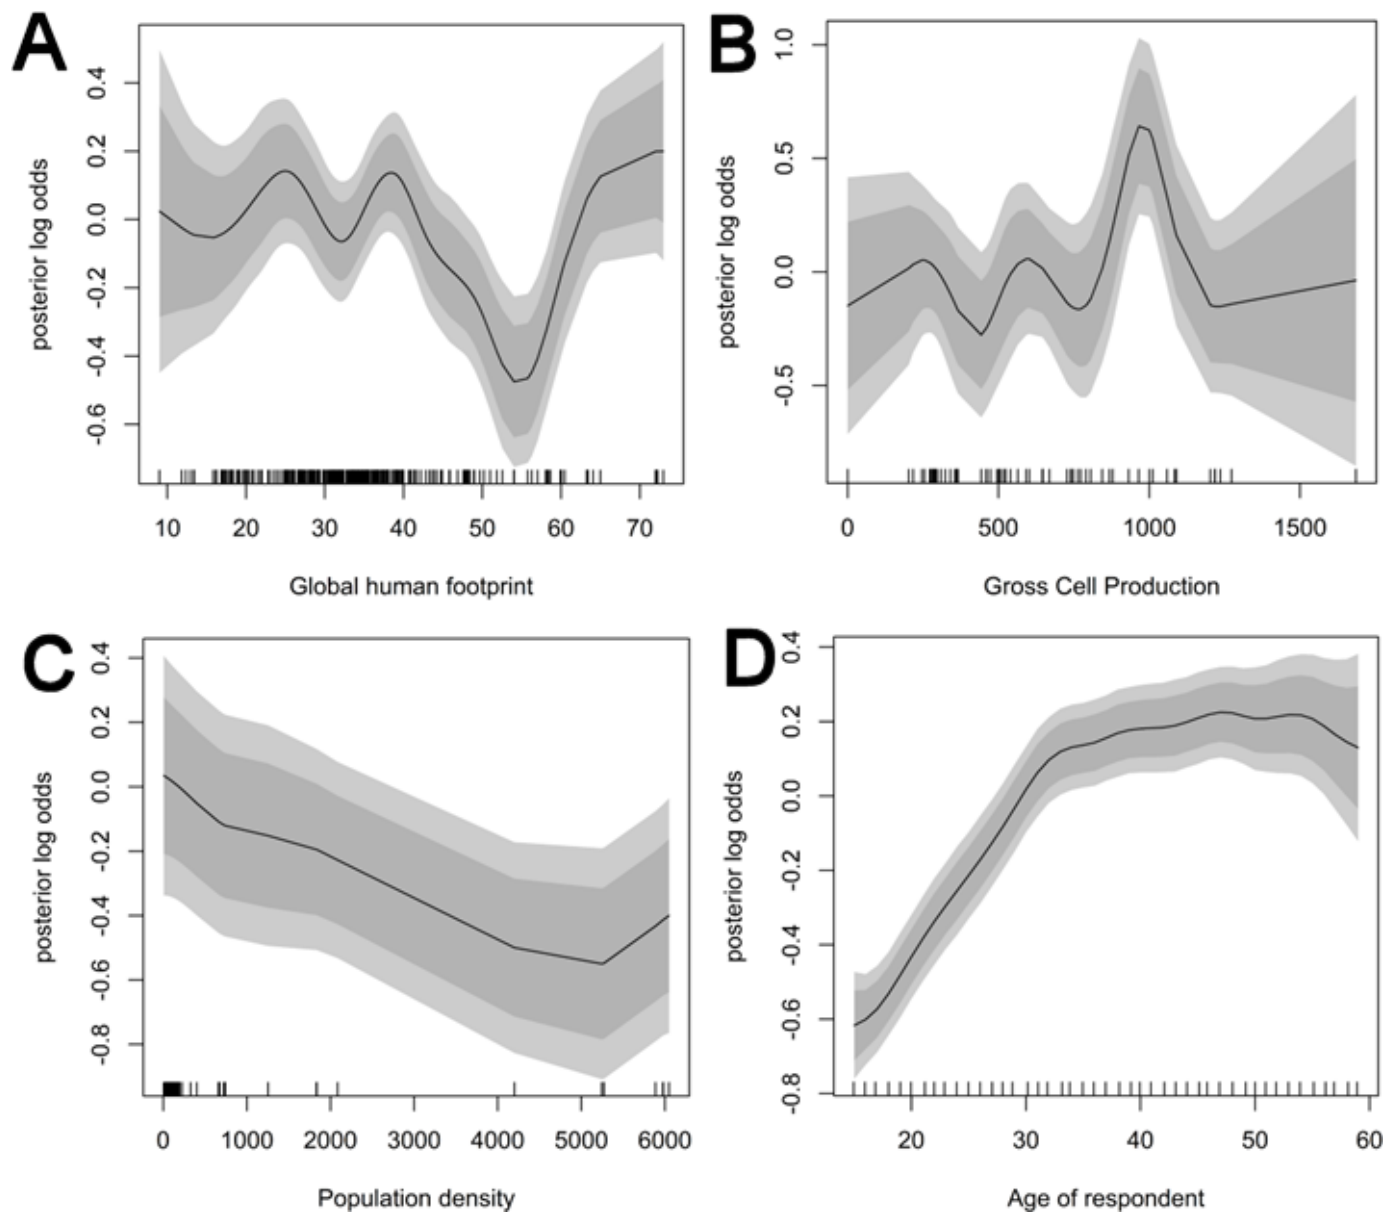 A
posterior log odds
0.4
0.2
0.0
-0.2
-0.4
-0.6
10 20 30 40 50 60 70
Global human footprint
B
posterior log odds
1.0
0.5
0.0
-0.5
0 500 1000 1500
Gross Cell Production
C
posterior log odds
0.4
0.2
0.0
-0.2
-0.4
-0.6
-0.8
0 1000 2000 3000 4000 5000 6000
Population density
D
posterior log odds
0.4
0.2
0.0
-0.2
-0.4
-0.6
-0.8
20 30 40 50 60
Age of respondent